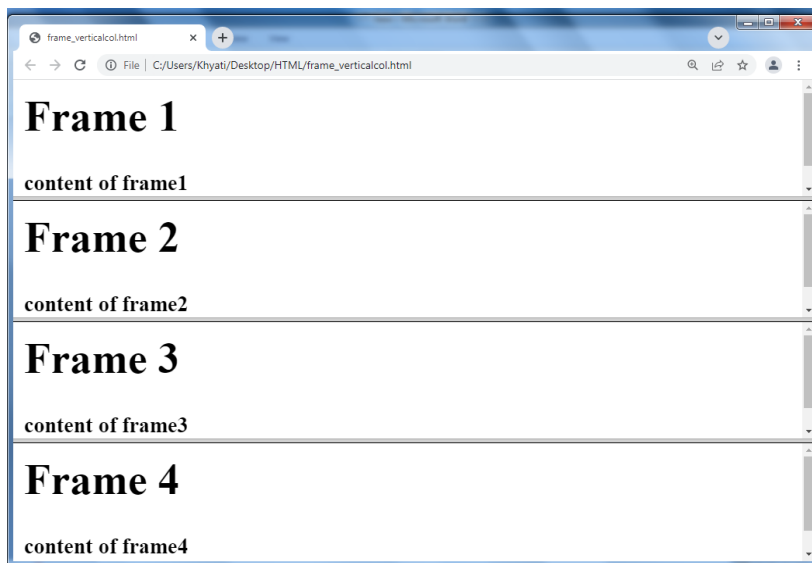 frame_verticalcol.html
File | C:/Users/Khyati/Desktop/HTML/frame_verticalcol.html
Frame 1
content of frame1
Frame 2
content of frame2
Frame 3
content of frame3
Frame 4
content of frame4